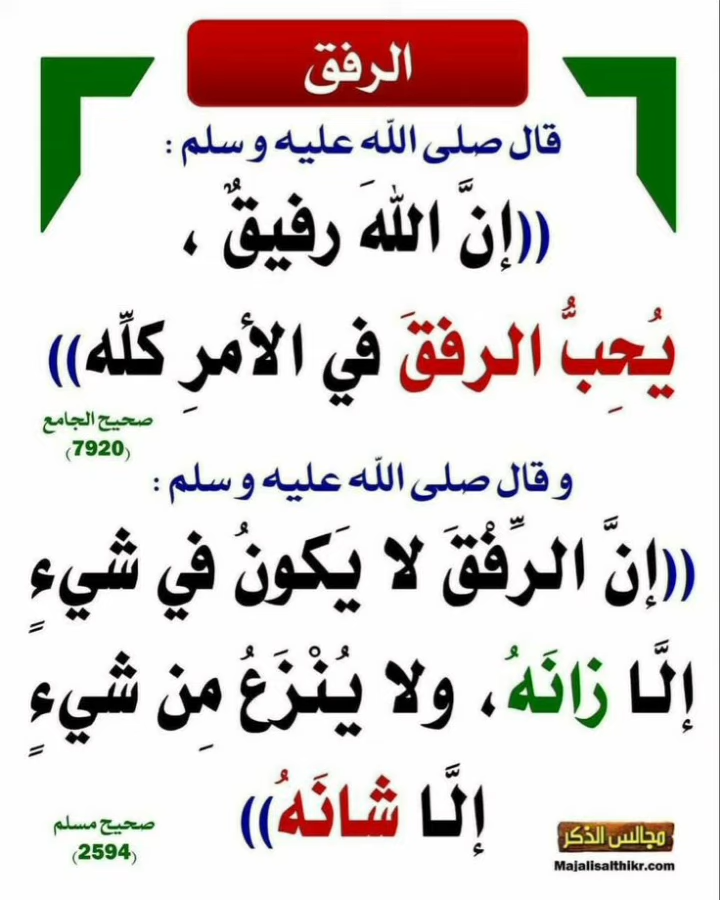 الرفق
قال صلى الله عليه و سلم :
((إنَّ اللهَ رفيقٌ ،
يُحِبُّ الرفقَ في الأمرِ كلِّه))
صحيح الجامع
(7920)
و قال صلى الله عليه و سلم :
((إنَّ الرِّفْقَ لا يَكونُ في شيءٍ
إلَّا زانَهُ، ولا يُنْزَعُ مِن شيءٍ
إلَّا شانَهُ))
صحيح مسلم
(2594)
مجالس الذكر
Majalisalthikr.com